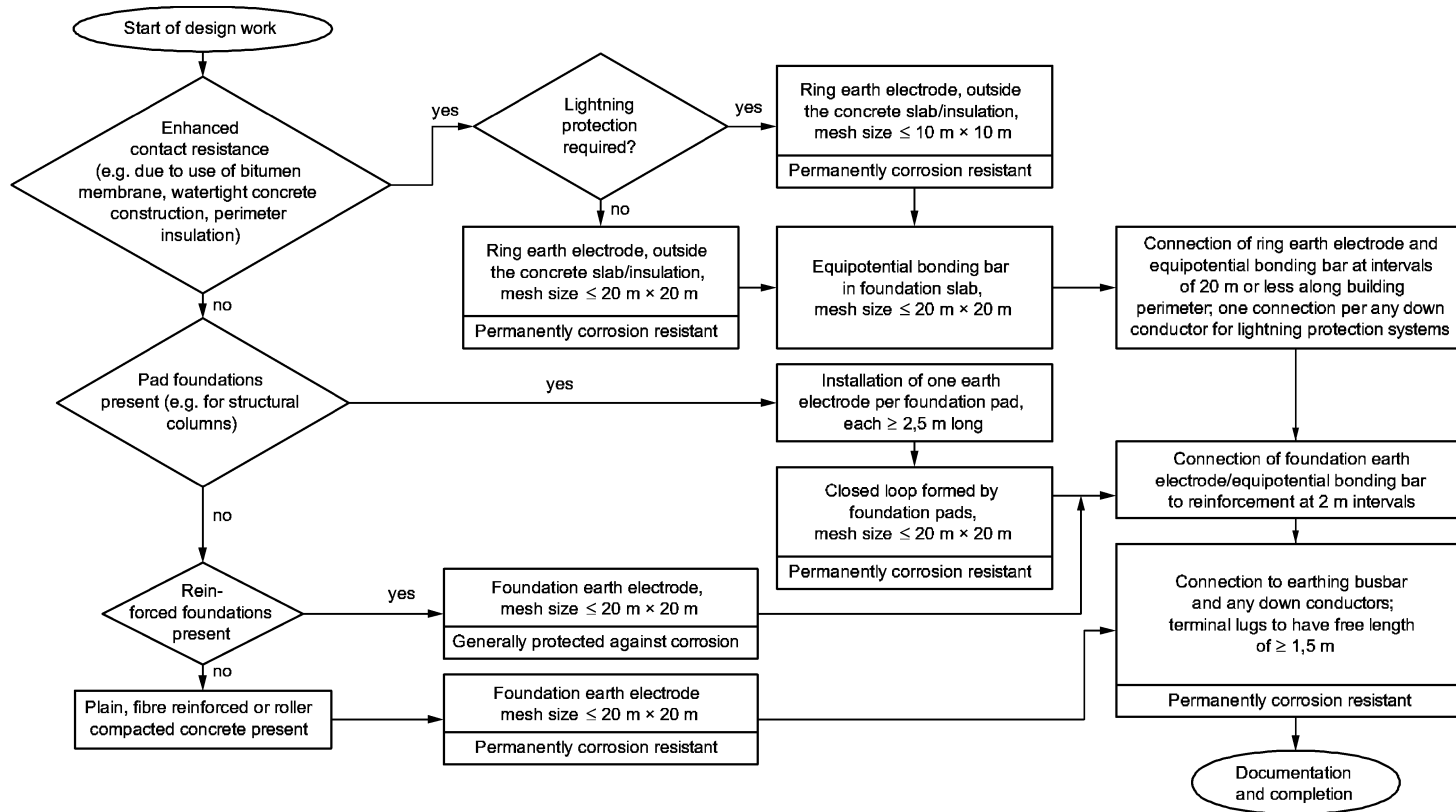 Start of design work
Enhanced
contact resistance
(e.g. due to use of bitumen
membrane, watertight concrete
construction, perimeter
insulation)
yes
Lightning
protection
required?
yes
Ring earth electrode, outside
the concrete slab/insulation,
mesh size ≤ 10 m × 10 m
Permanently corrosion resistant
no
Ring earth electrode, outside
the concrete slab/insulation,
mesh size ≤ 20 m × 20 m
Permanently corrosion resistant
Equipotential bonding bar
in foundation slab,
mesh size ≤ 20 m × 20 m
Connection of ring earth electrode and
equipotential bonding bar at intervals
of 20 m or less along building
perimeter; one connection per any down
conductor for lightning protection systems
no
Pad foundations
present (e.g. for structural
columns)
yes
Installation of one earth
electrode per foundation pad,
each ≥ 2,5 m long
Closed loop formed by
foundation pads,
mesh size ≤ 20 m × 20 m
Permanently corrosion resistant
Connection of foundation earth
electrode/equipotential bonding bar
to reinforcement at 2 m intervals
no
Rein-
forced foundations
present
yes
Foundation earth electrode,
mesh size ≤ 20 m × 20 m
Generally protected against corrosion
Connection to earthing busbar
and any down conductors;
terminal lugs to have free length
of ≥ 1,5 m
Permanently corrosion resistant
no
Plain, fibre reinforced or roller
compacted concrete present
Foundation earth electrode
mesh size ≤ 20 m × 20 m
Permanently corrosion resistant
Documentation
and completion